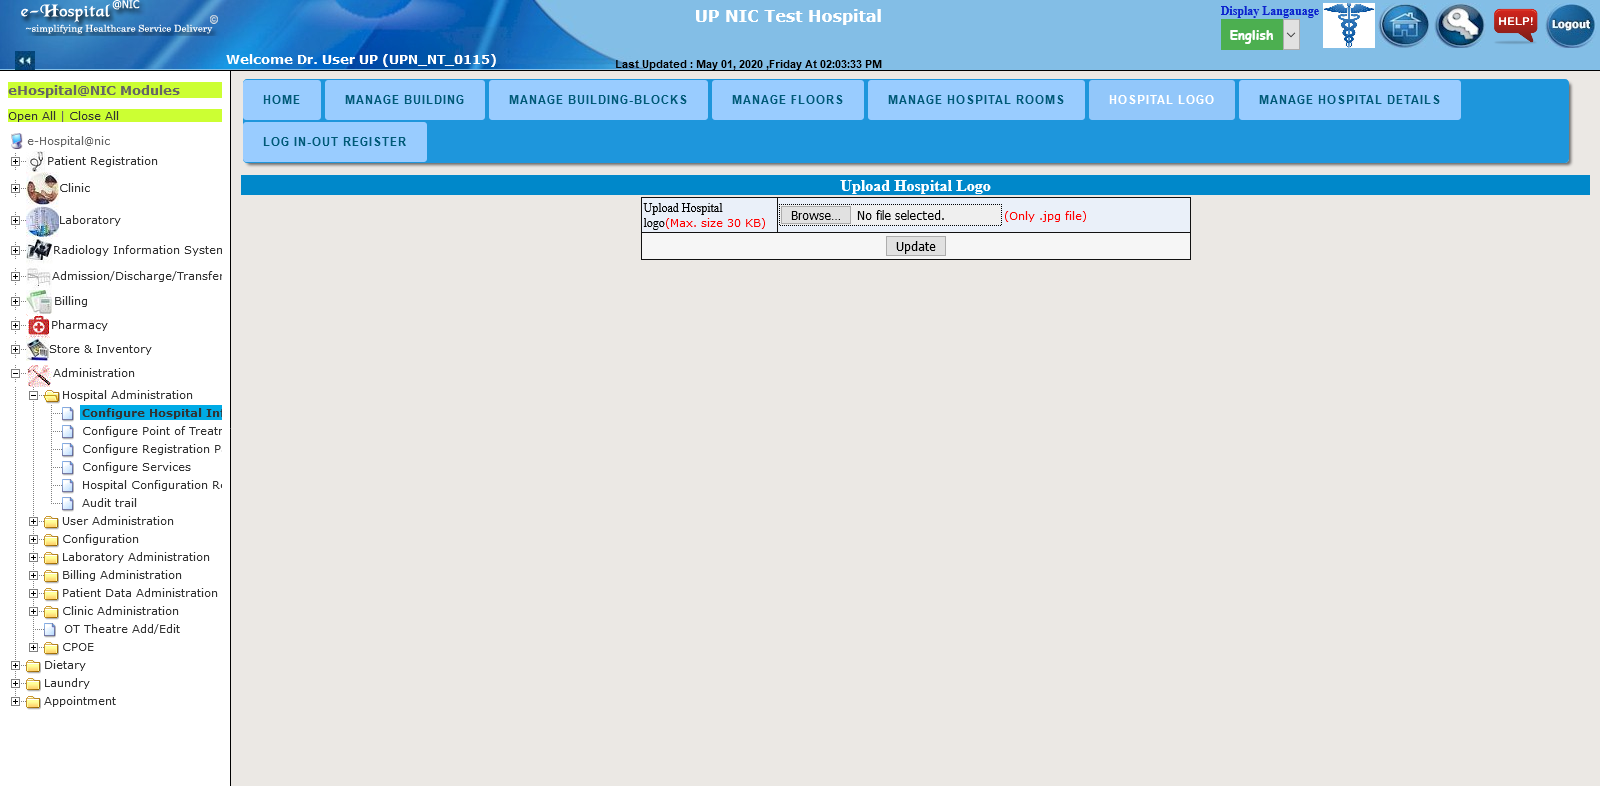 e-Hospital@NIC ©
~simplifying Healthcare Service Delivery
UP NIC Test Hospital
Display Langauage
English
HELP!
Logout
Welcome Dr. User UP (UPN_NT_0115)
Last Updated : May 01, 2020 ,Friday At 02:03:33 PM
eHospital@NIC Modules
Open All | Close All
e-Hospital@nic
Patient Registration
Clinic
Laboratory
Radiology Information System
Admission/Discharge/Transfer
Billing
Pharmacy
Store & Inventory
Administration
Hospital Administration
Configure Hospital In
Configure Point of Treat
Configure Registration P
Configure Services
Hospital Configuration R
Audit trail
User Administration
Configuration
Laboratory Administration
Billing Administration
Patient Data Administration
Clinic Administration
OT Theatre Add/Edit
CPOE
Dietary
Laundry
Appointment
HOME
MANAGE BUILDING
MANAGE BUILDING-BLOCKS
MANAGE FLOORS
MANAGE HOSPITAL ROOMS
HOSPITAL LOGO
MANAGE HOSPITAL DETAILS
LOG IN-OUT REGISTER
Upload Hospital Logo
Upload Hospital
logo(Max. size 30 KB)
Browse... No file selected. (Only .jpg file)
Update